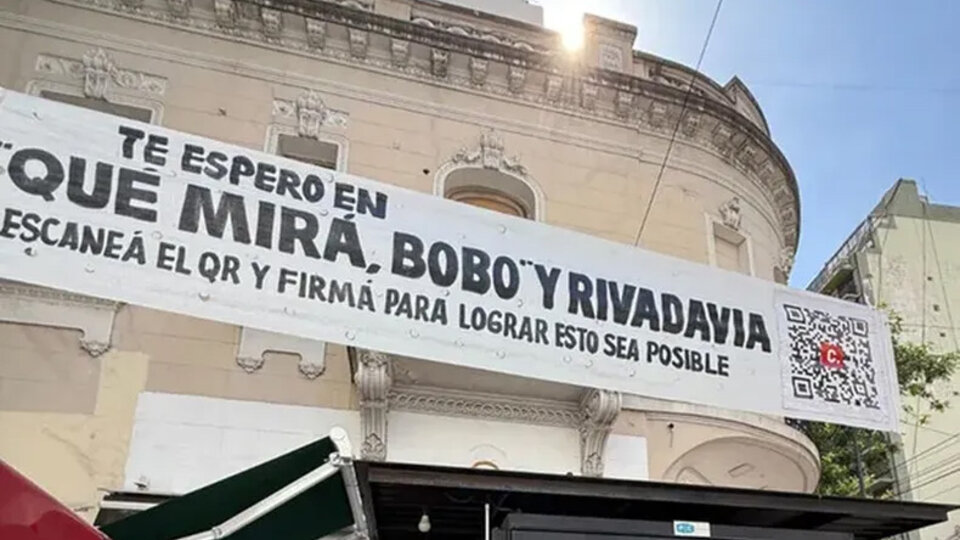 TE ESPERO EN
"QUÉ MIRÁ, BOBO" Y RIVADAVIA
ESCANEÁ EL QR Y FIRMÁ PARA LOGRAR ESTO SEA POSIBLE
C.